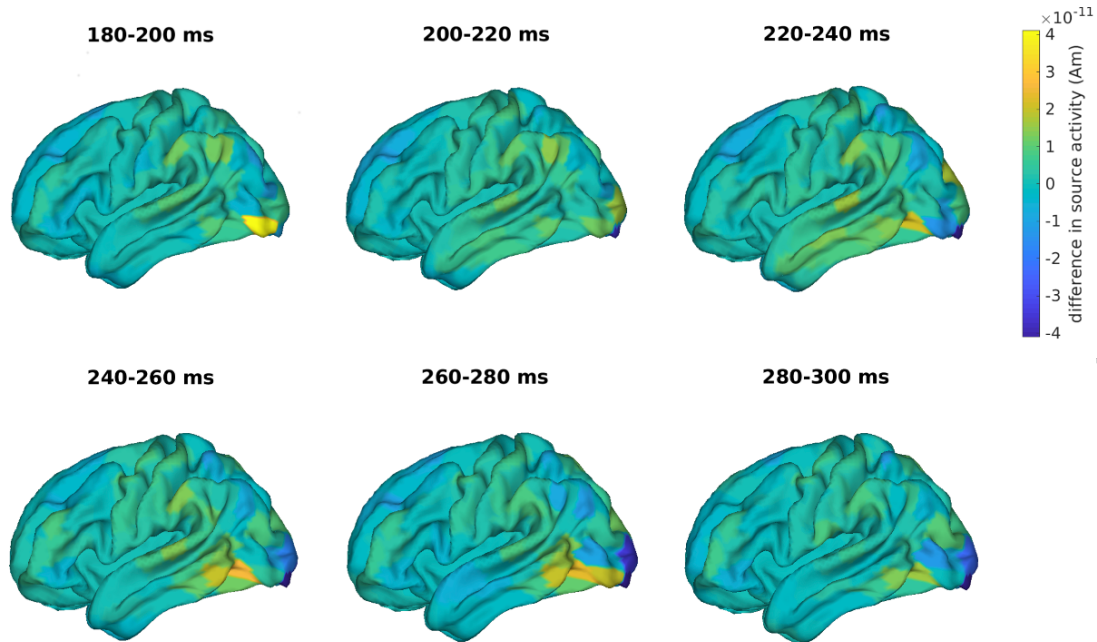 180-200 ms
200-220 ms
220-240 ms
×10⁻¹¹
4
3
2
1
0
-1
-2
-3
-4
difference in source activity (Am)
240-260 ms
260-280 ms
280-300 ms